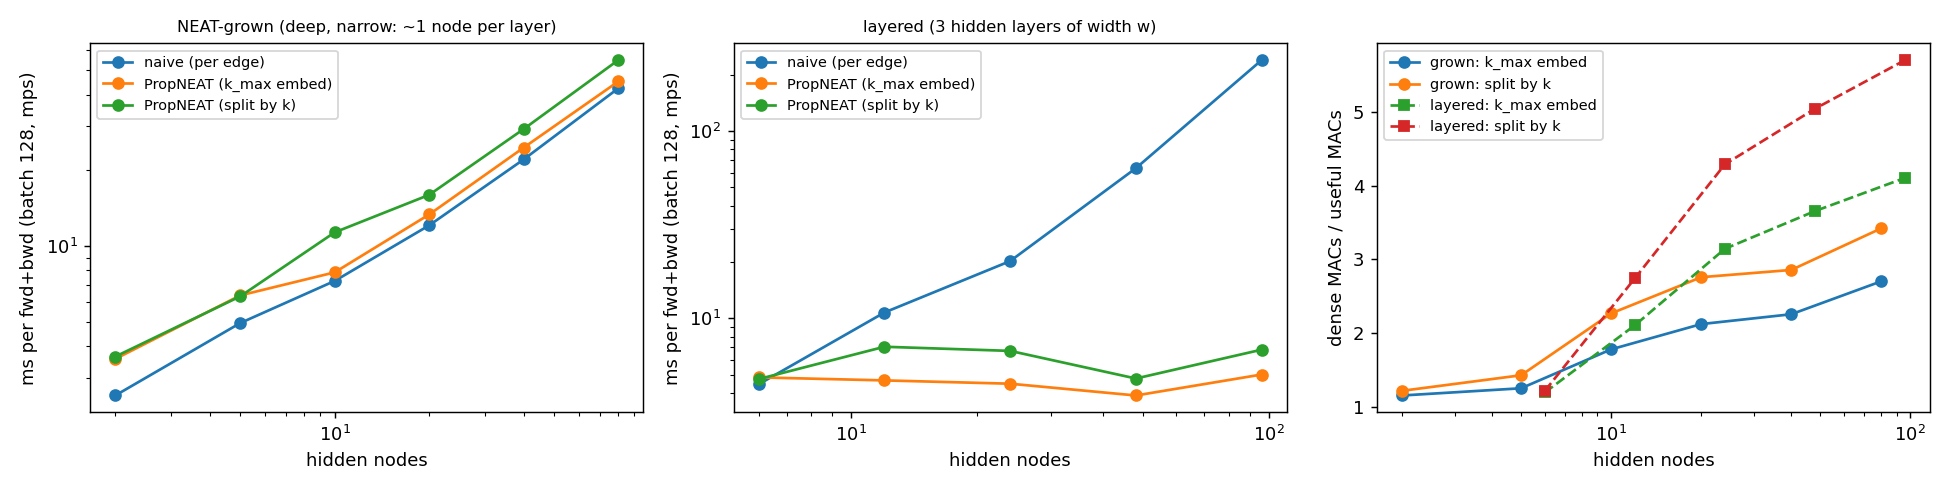 NEAT-grown (deep, narrow: ~1 node per layer)
ms per fwd+bwd (batch 128, mps)
naive (per edge)
PropNEAT (k_max embed)
PropNEAT (split by k)
10¹
10¹
hidden nodes
layered (3 hidden layers of width w)
ms per fwd+bwd (batch 128, mps)
naive (per edge)
PropNEAT (k_max embed)
PropNEAT (split by k)
10²
10¹
10¹ 10²
hidden nodes
dense MACs / useful MACs
grown: k_max embed
grown: split by k
layered: k_max embed
layered: split by k
5
4
3
2
1
10¹ 10²
hidden nodes